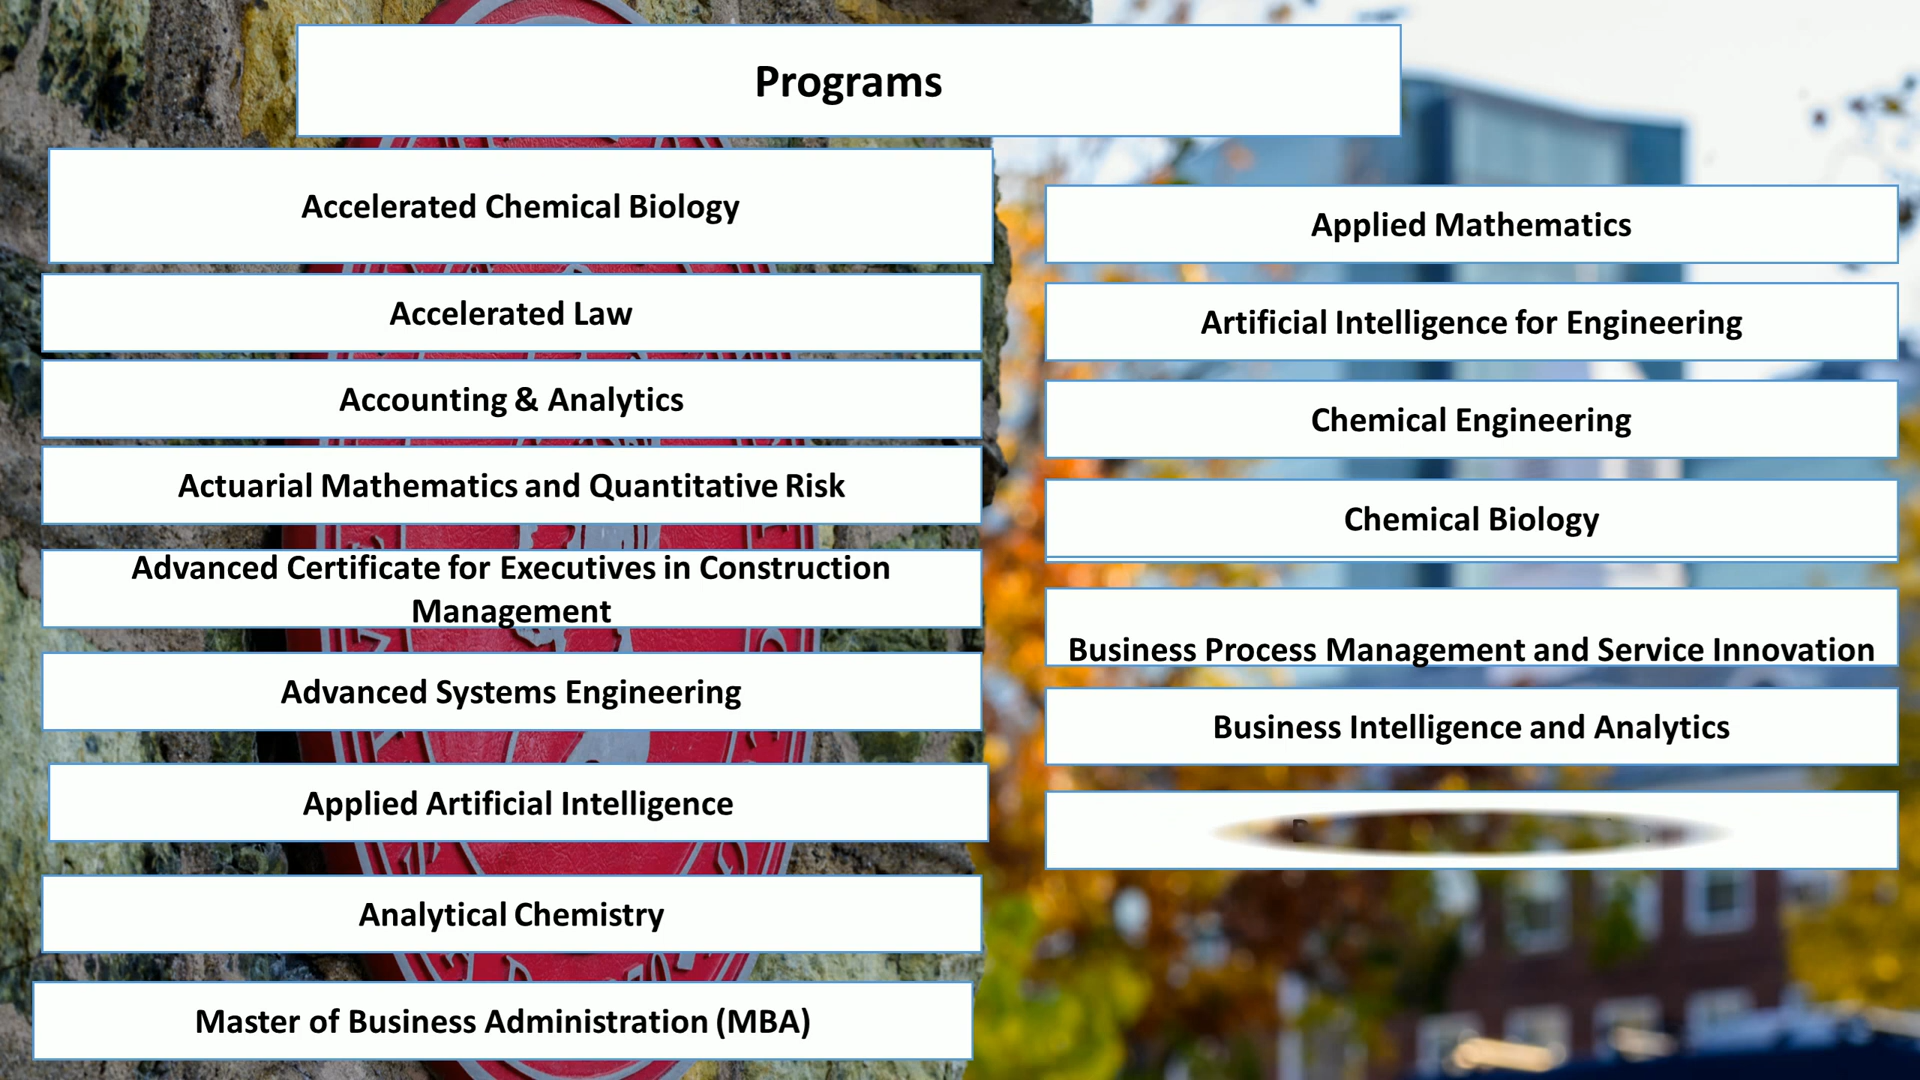 Programs
Accelerated Chemical Biology
Accelerated Law
Accounting & Analytics
Actuarial Mathematics and Quantitative Risk
Advanced Certificate for Executives in Construction
Management
Advanced Systems Engineering
Applied Artificial Intelligence
Analytical Chemistry
Master of Business Administration (MBA)
Applied Mathematics
Artificial Intelligence for Engineering
Chemical Engineering
Chemical Biology
Business Process Management and Service Innovation
Business Intelligence and Analytics